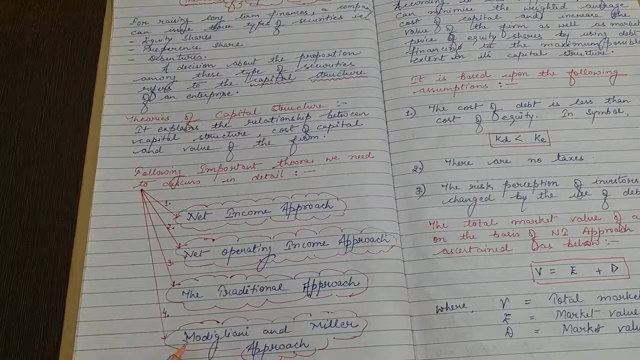 For raising long term finances, a company
can issue three types of securities i.e,
- Equity Shares
- Preference share
- Debentures.
A decision about the proportion
among these type of securities
refers to the Capital Structure
of an enterprise.
Theories of Capital Structure :-
It explains the relationship between
capital structure, cost of capital
and value of the firm.
Following Important theories we need
to discuss in detail :-
1. Net Income Approach
2. Net operating Income Approach
3. The Traditional Approach
4. Modigliani and Miller
Approach
can minimise the weighted average
cost of capital and increase the
value of the firm as well as market
price of equity shares by using debt
financing to the maximum possible
extent in its capital structure.
It is based upon the following
assumptions :-
1) The cost of debt is less than
cost of equity. In symbol,
kd < ke
2) There are no taxes.
3) The risk perception of investors
changed by the use of deb
The total market value of a
on the basis of NI Approach
ascertained as below :-
V = E + D
where, V = Total marke
E = Market value
D = Market value